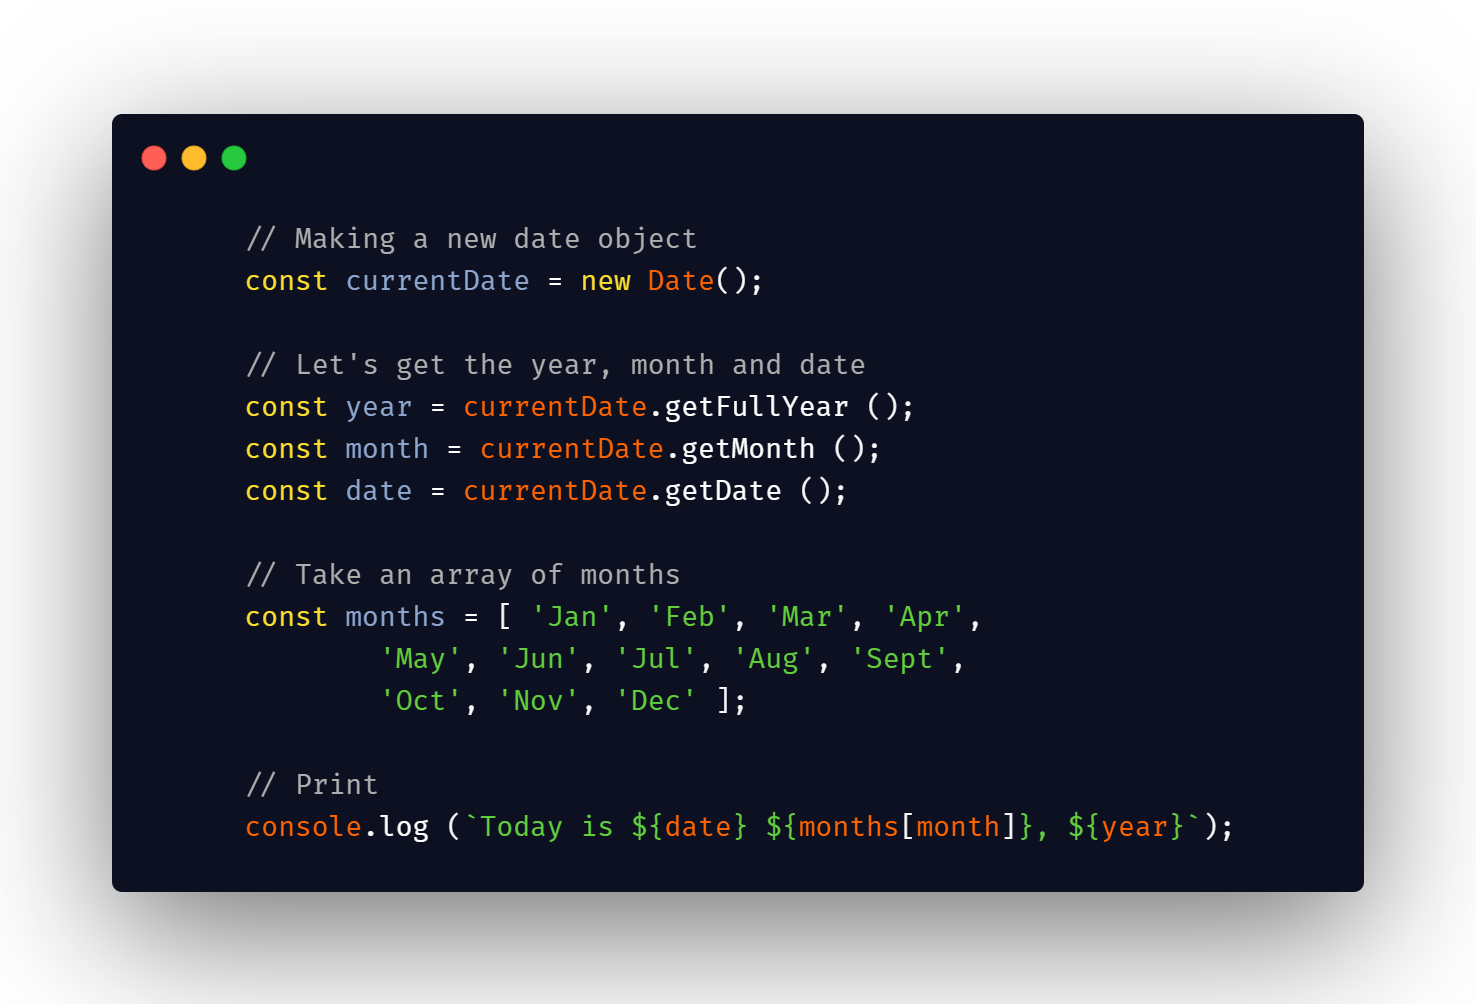 // Making a new date object
const currentDate = new Date();
// Let's get the year, month and date
const year = currentDate.getFullYear ();
const month = currentDate.getMonth ();
const date = currentDate.getDate ();
// Take an array of months
const months = [ 'Jan', 'Feb', 'Mar', 'Apr',
'May', 'Jun', 'Jul', 'Aug', 'Sept',
'Oct', 'Nov', 'Dec' ];
// Print
console.log (`Today is ${date} ${months[month]}, ${year}`);